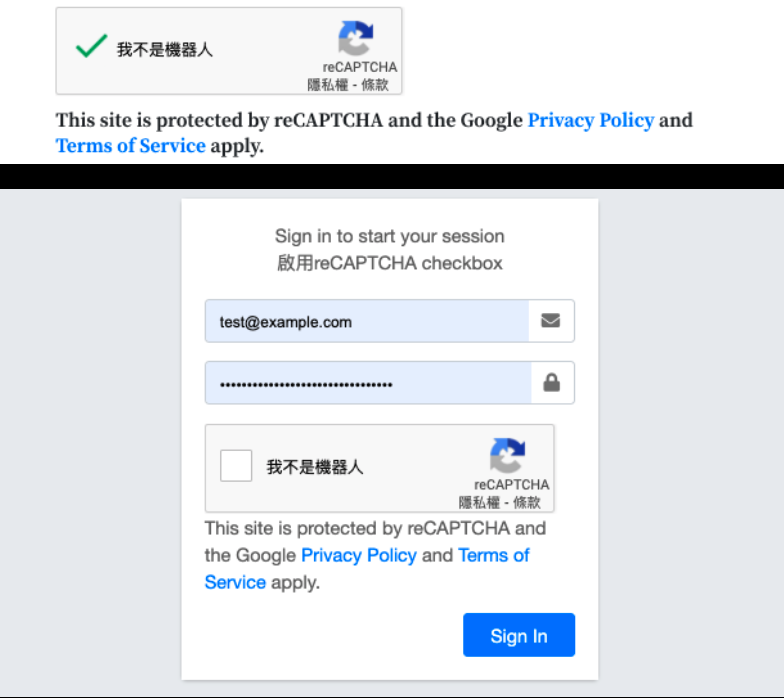 我不是機器人
reCAPTCHA
隱私權 - 條款
This site is protected by reCAPTCHA and the Google Privacy Policy and
Terms of Service apply.
Sign in to start your session
啟用reCAPTCHA checkbox
test@example.com
我不是機器人
reCAPTCHA
隱私權 - 條款
This site is protected by reCAPTCHA and
the Google Privacy Policy and Terms of
Service apply.
Sign In